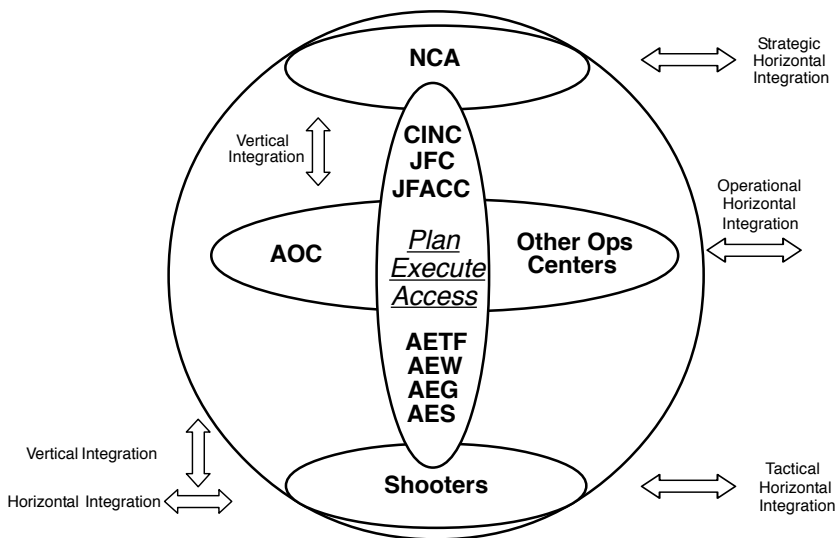 NCA
Strategic
Horizontal
Integration
Vertical
Integration
CINC
JFC
JFACC
Operational
Horizontal
Integration
AOC
Plan
Execute
Access
Other Ops
Centers
AETF
AEW
AEG
AES
Vertical Integration
Horizontal Integration
Shooters
Tactical
Horizontal
Integration